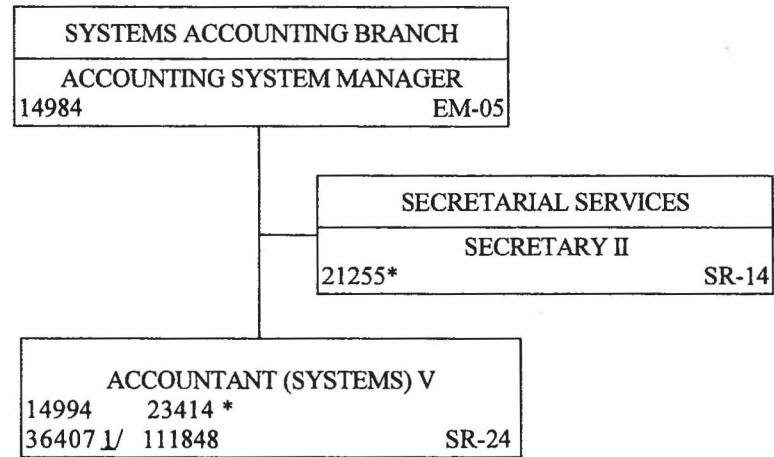 SYSTEMS ACCOUNTING BRANCH
ACCOUNTING SYSTEM MANAGER
14984 EM-05
SECRETARIAL SERVICES
SECRETARY II
21255* SR-14
ACCOUNTANT (SYSTEMS) V
14994 23414 *
36407 1/ 111848 SR-24